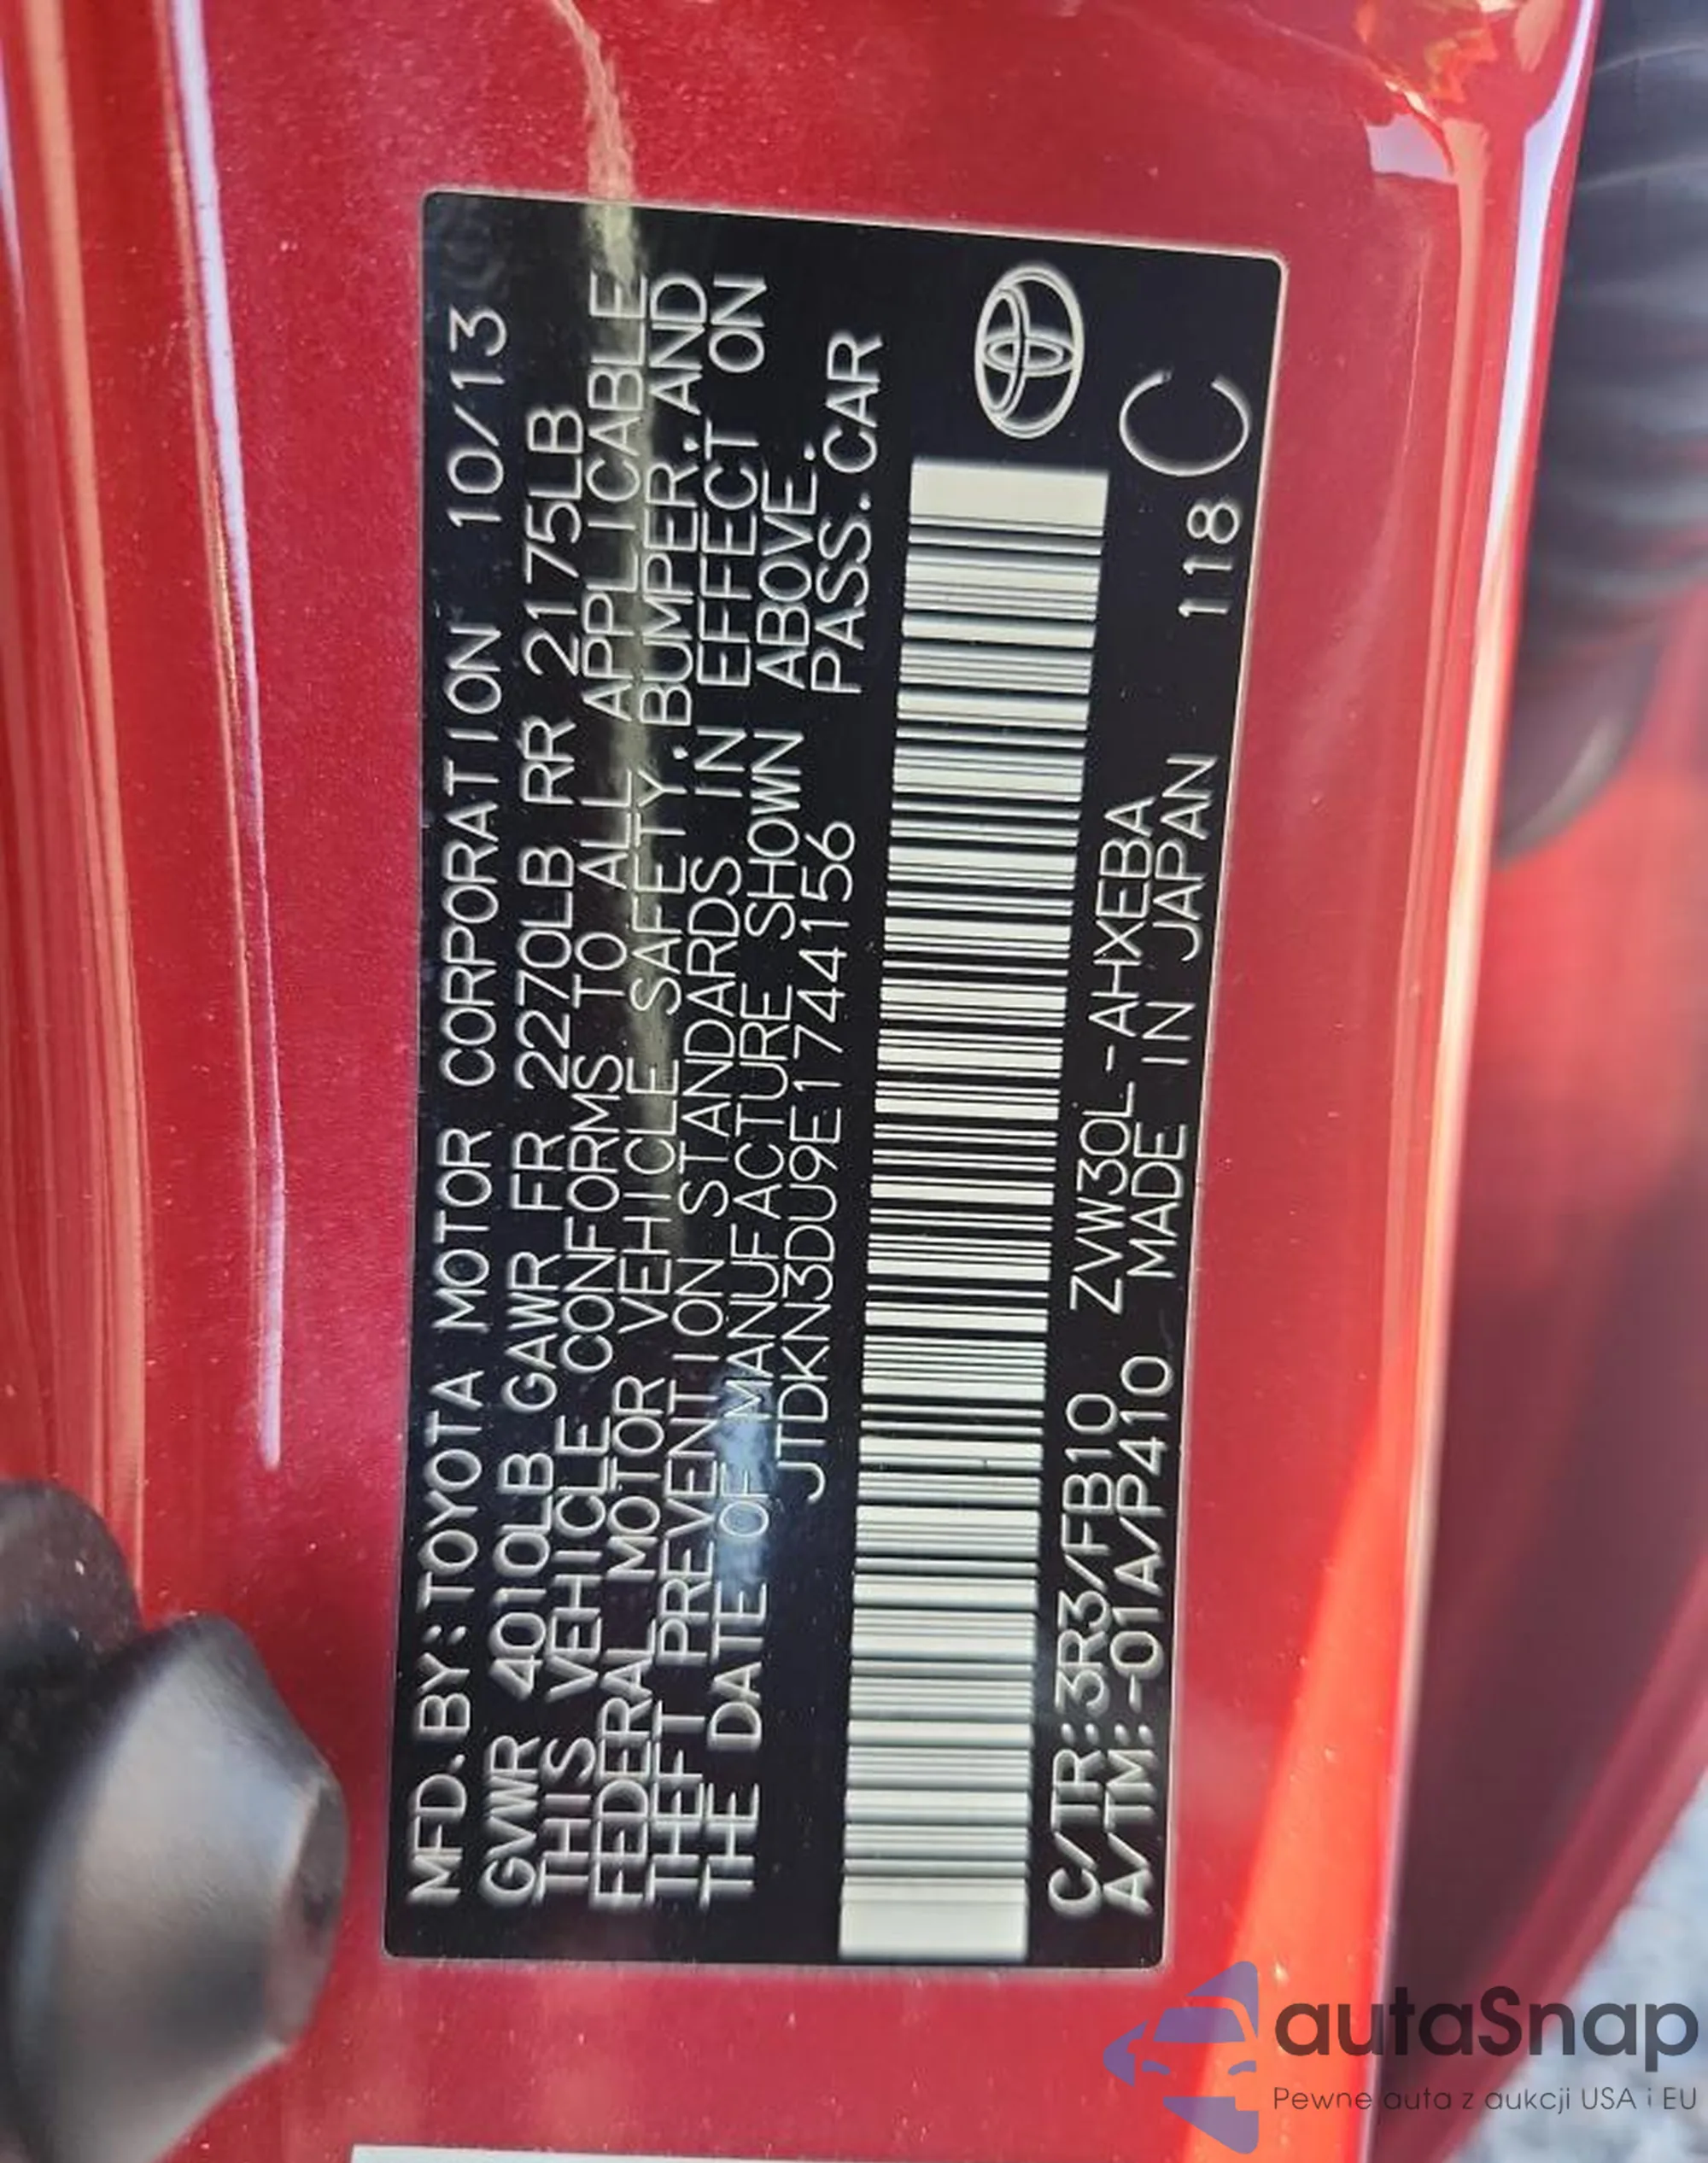 MFD.BY:TOYOTA MOTOR CORPORATION 10/13
GVWR 4010LB GAWR FR 2270LB RR 2175LB
THIS VEHICLE CONFORMS TO ALL APPLICABLE
FEDERAL MOTOR VEHICLE SAFETY, BUMPER, AND
THEFT PREVENTION STANDARDS IN EFFECT ON
THE DATE OF MANUFACTURE SHOWN ABOVE.
JTDKN3DU9E1744156 PASS.CAR
C/TR:3R3/FB10 ZVW30L-AHXEBA
A/TM:-01A/P410 MADE IN JAPAN 118 C
autaSnap
Pewne auta z aukcji USA i EU